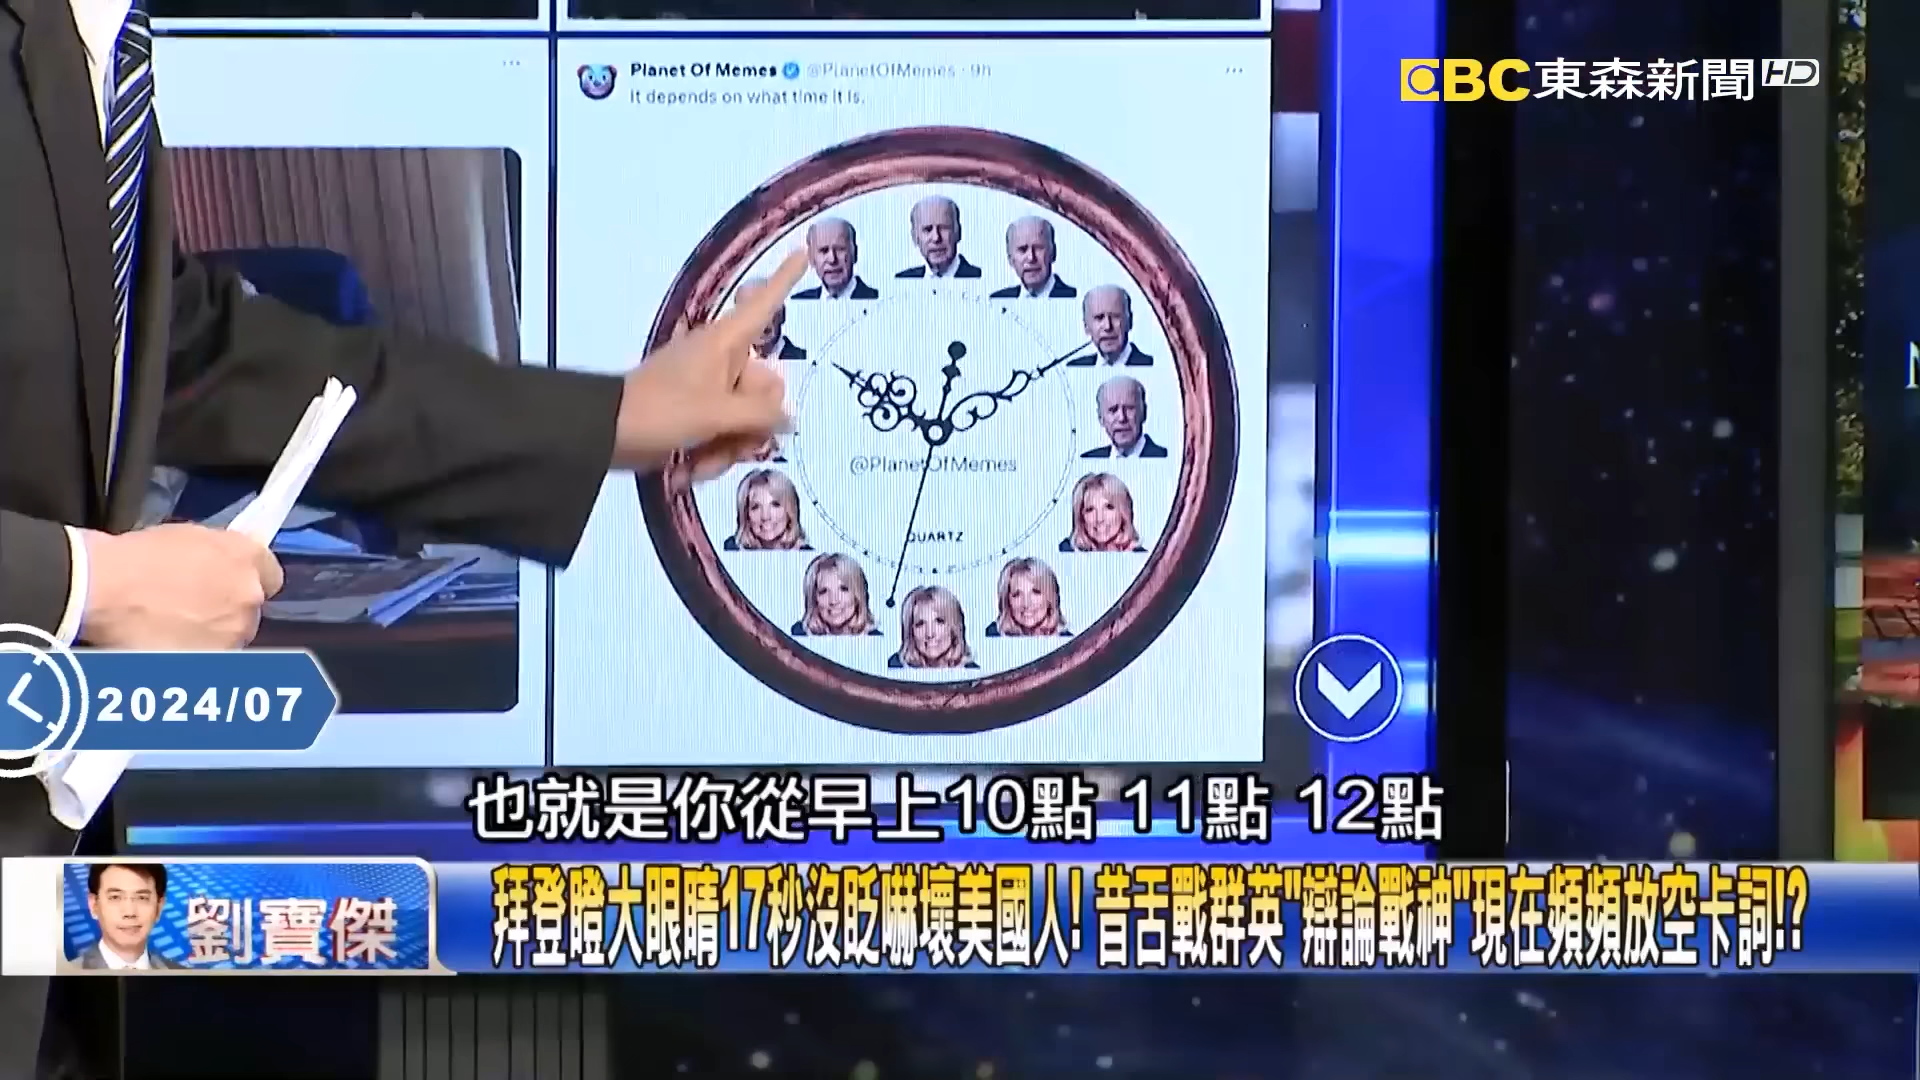 Planet Of Memes @PlanetOfMemes · 9h
It depends on what time it is.
EBC東森新聞HD
@PlanetOfMemes
QUARTZ
2024/07
也就是你從早上10點 11點 12點
劉寶傑
拜登瞪大眼睛17秒沒眨嚇壞美國人! 昔舌戰群英"辯論戰神"現在頻頻放空卡詞!?